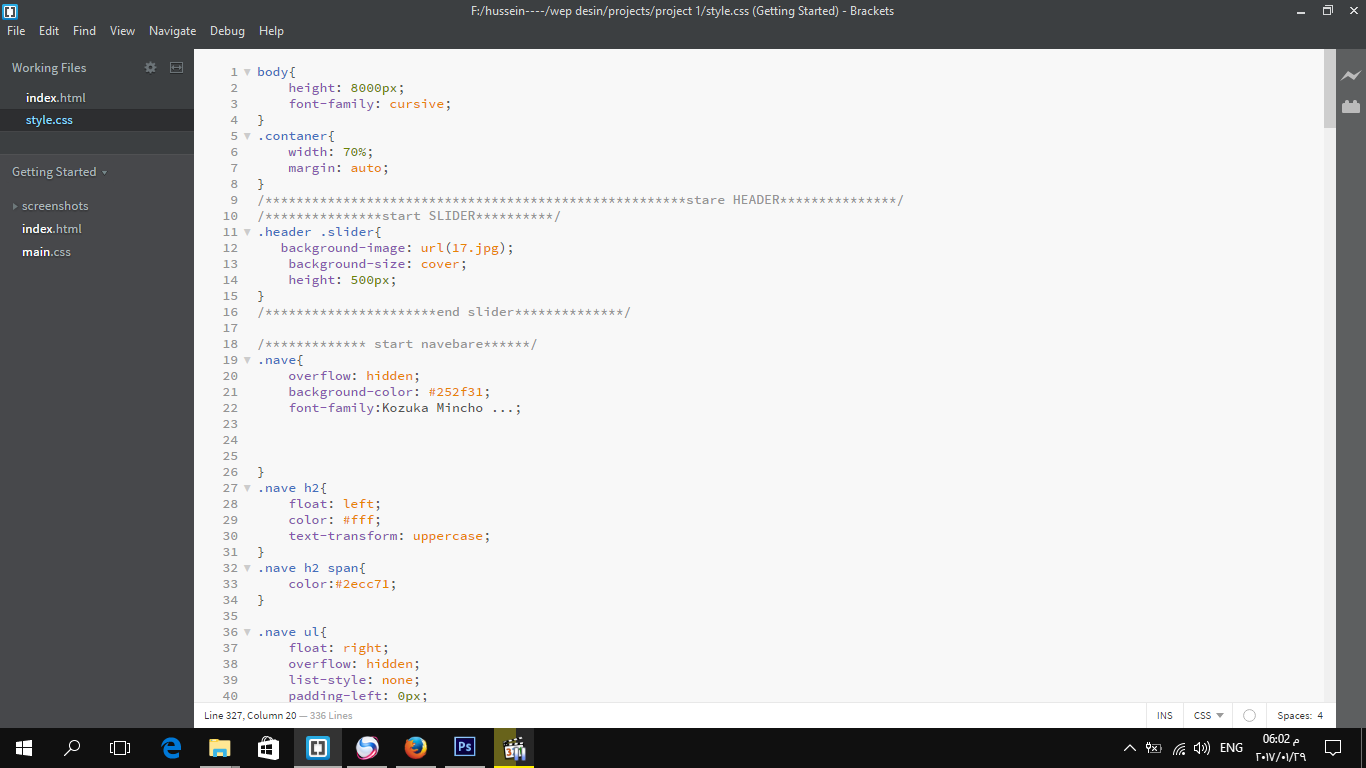 F:/hussein----/wep desin/projects/project 1/style.css (Getting Started) - Brackets
File Edit Find View Navigate Debug Help
Working Files
index.html
style.css
Getting Started
screenshots
index.html
main.css
1 body{
2 height: 8000px;
3 font-family: cursive;
4 }
5 .contaner{
6 width: 70%;
7 margin: auto;
8 }
9 /******************************************************stare HEADER***************/
10 /***************start SLIDER**********/
11 .header .slider{
12 background-image: url(17.jpg);
13 background-size: cover;
14 height: 500px;
15 }
16 /**********************end slider**************/
17
18 /************* start navebare******/
19 .nave{
20 overflow: hidden;
21 background-color: #252f31;
22 font-family:Kozuka Mincho ...;
23
24
25
26 }
27 .nave h2{
28 float: left;
29 color: #fff;
30 text-transform: uppercase;
31 }
32 .nave h2 span{
33 color:#2ecc71;
34 }
35
36 .nave ul{
37 float: right;
38 overflow: hidden;
39 list-style: none;
40 padding-left: 0px;
Line 327, Column 20 — 336 Lines
INS CSS Spaces: 4
Ps
ENG
06:02 م
٢٠١٧/٠١/٢٩